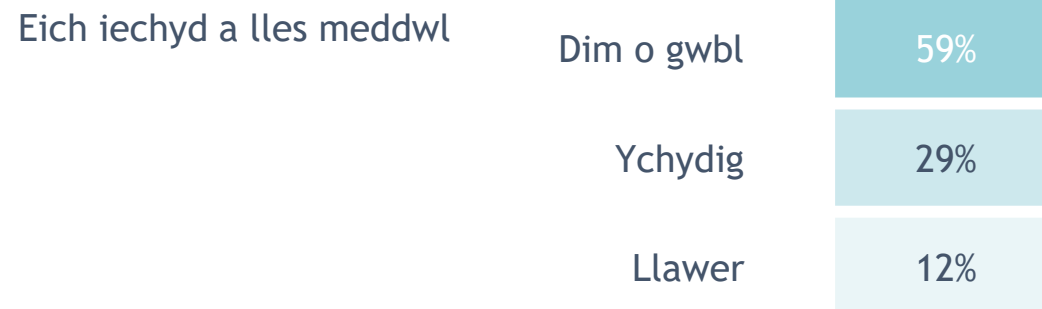 Eich iechyd a lles meddwl
Dim o gwbl 59%
Ychydig 29%
Llawer 12%